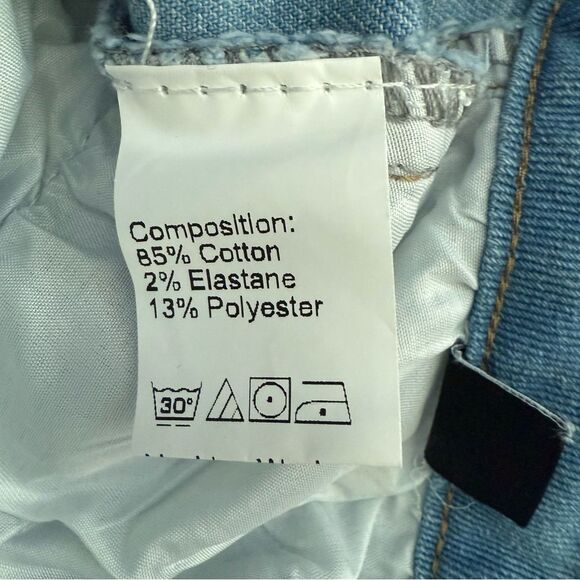 Composition:
85% Cotton
2% Elastane
13% Polyester
30°